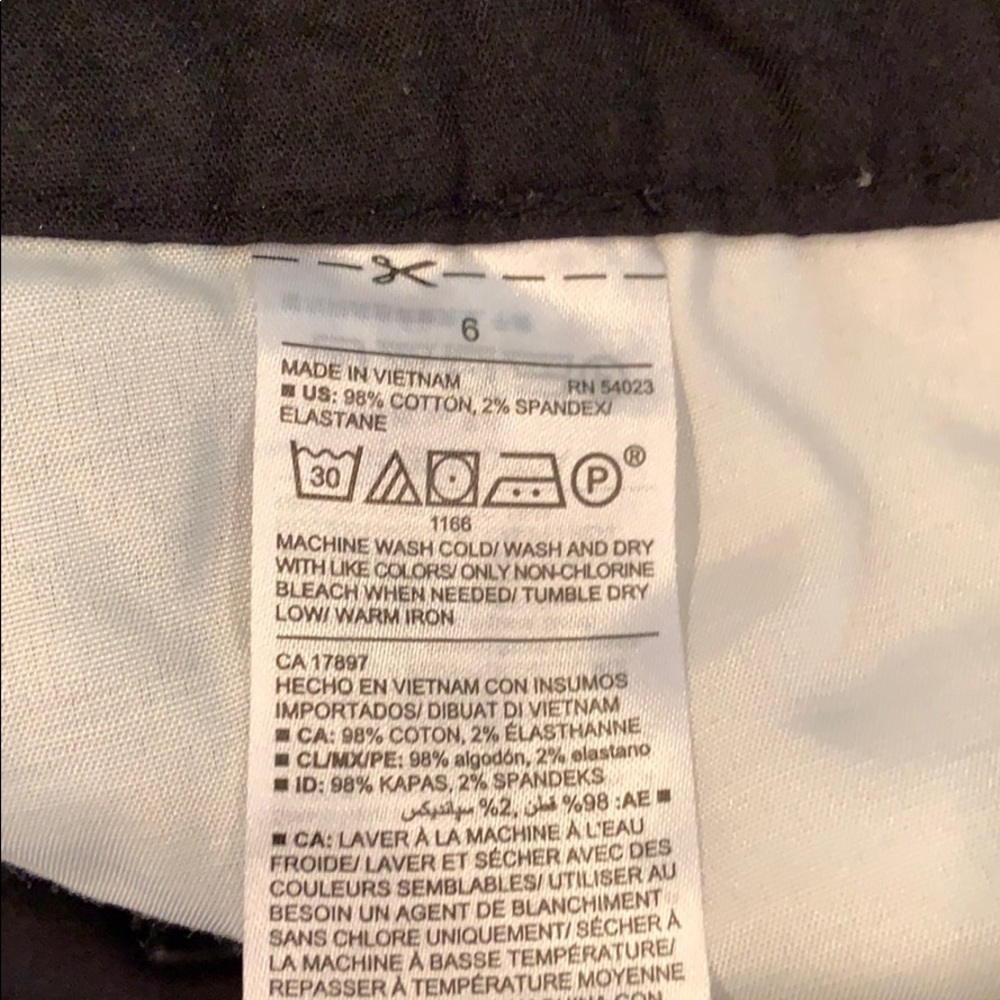 6
MADE IN VIETNAM RN 54023
US: 98% COTTON, 2% SPANDEX/
ELASTANE
30 P®
1166
MACHINE WASH COLD/ WASH AND DRY
WITH LIKE COLORS/ ONLY NON-CHLORINE
BLEACH WHEN NEEDED/ TUMBLE DRY
LOW/ WARM IRON
CA 17897
HECHO EN VIETNAM CON INSUMOS
IMPORTADOS/ DIBUAT DI VIETNAM
CA: 98% COTON, 2% ÉLASTHANNE
CL/MX/PE: 98% algodón, 2% elastano
ID: 98% KAPAS, 2% SPANDEKS
AE: 98% قطن, 2% سباندیکس
CA: LAVER À LA MACHINE À L'EAU
FROIDE/ LAVER ET SÉCHER AVEC DES
COULEURS SEMBLABLES/ UTILISER AU
BESOIN UN AGENT DE BLANCHIMENT
SANS CHLORE UNIQUEMENT/ SÉCHER À
LA MACHINE À BASSE TEMPÉRATURE/
REPASSER À TEMPÉRATURE MOYENNE